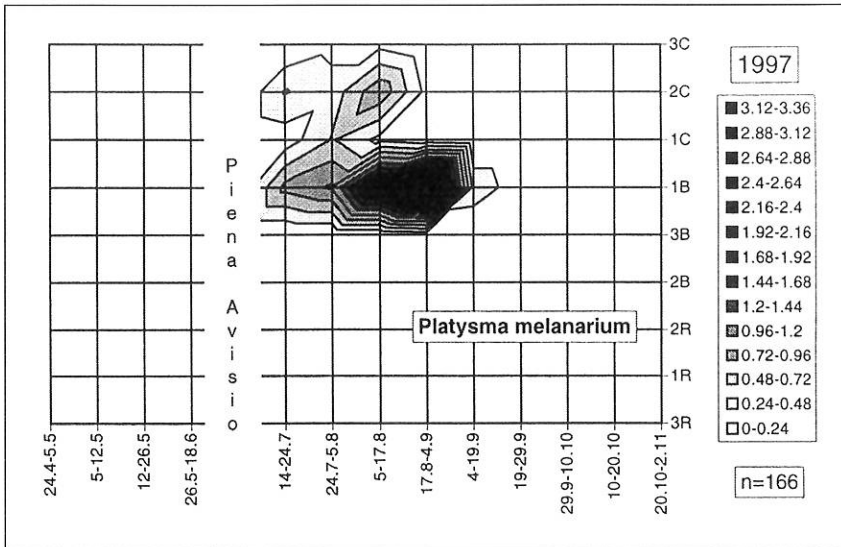 3C
2C
1C
1B
3B
2B
2R
1R
3R
Piena Avisio
Platysma melanarium
24.4-5.5
5-12.5
12-26.5
26.5-18.6
14-24.7
24.7-5.8
5-17.8
17.8-4.9
4-19.9
19-29.9
29.9-10.10
10-20.10
20.10-2.11
1997
3.12-3.36
2.88-3.12
2.64-2.88
2.4-2.64
2.16-2.4
1.92-2.16
1.68-1.92
1.44-1.68
1.2-1.44
0.96-1.2
0.72-0.96
0.48-0.72
0.24-0.48
0-0.24
n=166